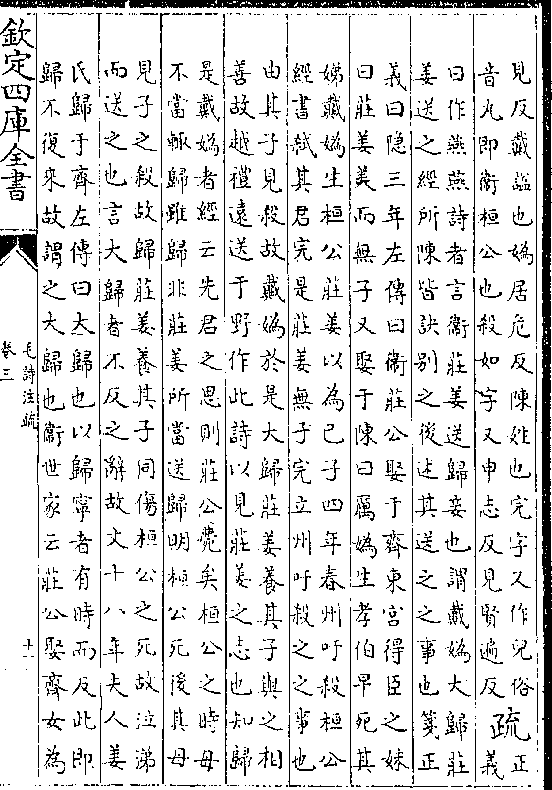 見反戴謚也媯居危反陳姓也完字又作皃俗
音丸即衛桓公也殺如字又申志反見賢遍反
疏
正
義
曰作燕燕詩者言衛莊姜送歸妾也謂戴媯大歸莊
姜送之經所陳皆訣別之後述其送之之事也箋正
義曰隐三年左傳曰衛莊公娶于齊東宮得臣之妹
曰莊姜美而無子又娶于陳曰厲媯生孝伯早死其
娣戴媯生桓公莊姜以為己子四年春州吁殺桓公
經書弒其君完是莊姜無子完立州吁殺之之事也
由其子見殺故戴媯於是大歸莊姜養其子與之相
善故越禮遠送于野作此詩以見莊姜之志也知歸
是戴媯者經云先君之思則莊公薨矣桓公之時母
不當輒歸雖歸非莊姜所當送歸明桓公死後其母
見子之殺故歸莊姜養其子同傷桓公之死故泣涕
而送之也言大歸者不反之辭故文十八年夫人姜
氏歸于齊左傳曰大歸也以歸寧者有時而反此即
歸不復來故謂之大歸也衛世家云莊公娶齊女為
欽定四庫全書
毛詩注疏
卷三
十一